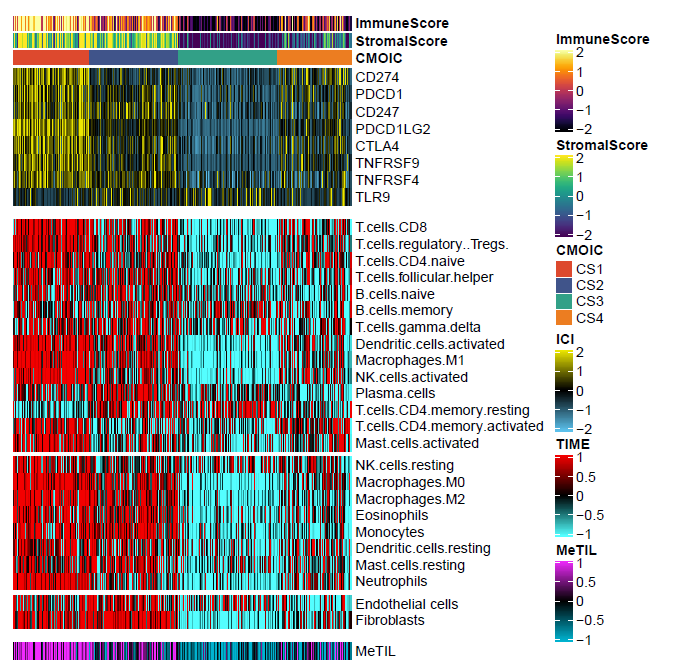 ImmuneScore
StromalScore
CMOIC
CD274
PDCD1
CD247
PDCD1LG2
CTLA4
TNFRSF9
TNFRSF4
TLR9
T.cells.CD8
T.cells.regulatory..Tregs.
T.cells.CD4.naive
T.cells.follicular.helper
B.cells.naive
B.cells.memory
T.cells.gamma.delta
Dendritic.cells.activated
Macrophages.M1
NK.cells.activated
Plasma.cells
T.cells.CD4.memory.resting
T.cells.CD4.memory.activated
Mast.cells.activated
NK.cells.resting
Macrophages.M0
Macrophages.M2
Eosinophils
Monocytes
Dendritic.cells.resting
Mast.cells.resting
Neutrophils
Endothelial cells
Fibroblasts
MeTIL
ImmuneScore
2
1
0
−1
−2
StromalScore
2
1
0
−1
−2
CMOIC
CS1
CS2
CS3
CS4
ICI
2
1
0
−1
−2
TIME
1
0.5
0
−0.5
−1
MeTIL
1
0.5
0
−0.5
−1